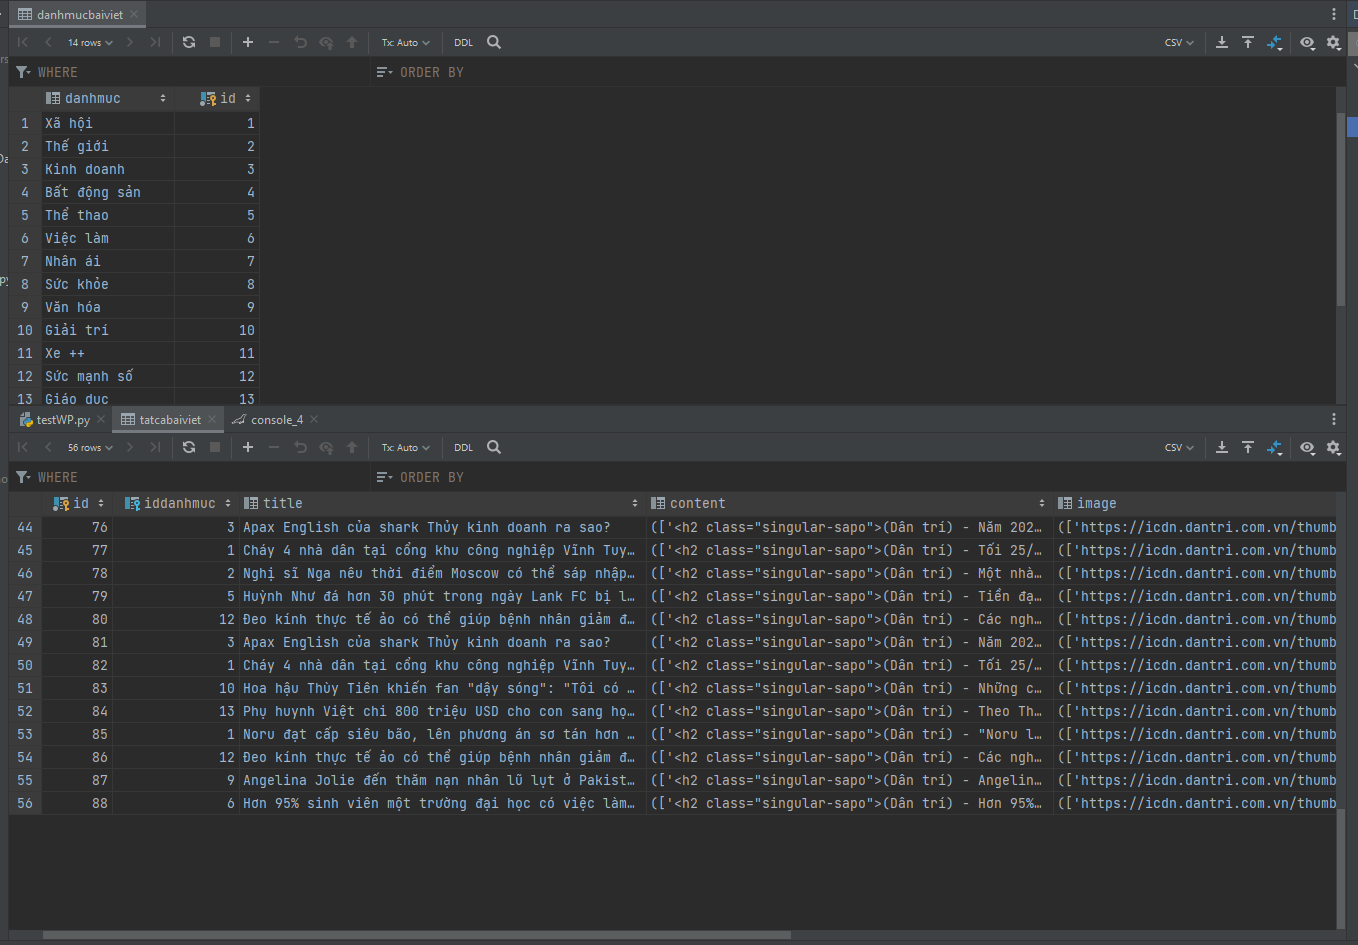 danhmucbaiviet
14 rows Tx: Auto DDL CSV
WHERE ORDER BY
danhmuc id
1 Xã hội 1
2 Thế giới 2
3 Kinh doanh 3
4 Bất động sản 4
5 Thể thao 5
6 Việc làm 6
7 Nhân ái 7
8 Sức khỏe 8
9 Văn hóa 9
10 Giải trí 10
11 Xe ++ 11
12 Sức mạnh số 12
13 Giáo dục 13
testWP.py tatcabaiviet console_4
56 rows Tx: Auto DDL CSV
WHERE ORDER BY
id iddanhmuc title content image
44 76 3 Apax English của shark Thủy kinh doanh ra sao? (['<h2 class="singular-sapo">(Dân trí) - Năm 202… (['https://icdn.dantri.com.vn/thumb
45 77 1 Cháy 4 nhà dân tại cổng khu công nghiệp Vĩnh Tuy… (['<h2 class="singular-sapo">(Dân trí) - Tối 25/… (['https://icdn.dantri.com.vn/thumb
46 78 2 Nghị sĩ Nga nêu thời điểm Moscow có thể sáp nhập… (['<h2 class="singular-sapo">(Dân trí) - Một nhà… (['https://icdn.dantri.com.vn/thumb
47 79 5 Huỳnh Như đá hơn 30 phút trong ngày Lank FC bị l… (['<h2 class="singular-sapo">(Dân trí) - Tiền đạ… (['https://icdn.dantri.com.vn/thumb
48 80 12 Đeo kính thực tế ảo có thể giúp bệnh nhân giảm đ… (['<h2 class="singular-sapo">(Dân trí) - Các ngh… (['https://icdn.dantri.com.vn/thumb
49 81 3 Apax English của shark Thủy kinh doanh ra sao? (['<h2 class="singular-sapo">(Dân trí) - Năm 202… (['https://icdn.dantri.com.vn/thumb
50 82 1 Cháy 4 nhà dân tại cổng khu công nghiệp Vĩnh Tuy… (['<h2 class="singular-sapo">(Dân trí) - Tối 25/… (['https://icdn.dantri.com.vn/thumb
51 83 10 Hoa hậu Thùy Tiên khiến fan "dậy sóng": "Tôi có … (['<h2 class="singular-sapo">(Dân trí) - Những c… (['https://icdn.dantri.com.vn/thumb
52 84 13 Phụ huynh Việt chi 800 triệu USD cho con sang họ… (['<h2 class="singular-sapo">(Dân trí) - Theo Th… (['https://icdn.dantri.com.vn/thumb
53 85 1 Noru đạt cấp siêu bão, lên phương án sơ tán hơn … (['<h2 class="singular-sapo">(Dân trí) - "Noru l… (['https://icdn.dantri.com.vn/thumb
54 86 12 Đeo kính thực tế ảo có thể giúp bệnh nhân giảm đ… (['<h2 class="singular-sapo">(Dân trí) - Các ngh… (['https://icdn.dantri.com.vn/thumb
55 87 9 Angelina Jolie đến thăm nạn nhân lũ lụt ở Pakist… (['<h2 class="singular-sapo">(Dân trí) - Angelin… (['https://icdn.dantri.com.vn/thumb
56 88 6 Hơn 95% sinh viên một trường đại học có việc làm… (['<h2 class="singular-sapo">(Dân trí) - Hơn 95%… (['https://icdn.dantri.com.vn/thumb